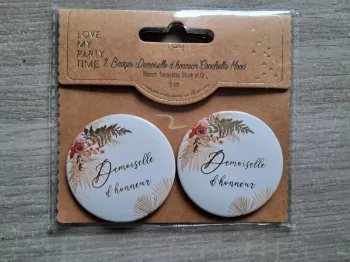 LOVE
MY
PARTY
TIME
2 Badges Demoiselle d'honneur Coachella Mood
Blanc, Terracotta, Blush et Or
5 cm
Demoiselle
d'honneur
Demoiselle
d'honneur